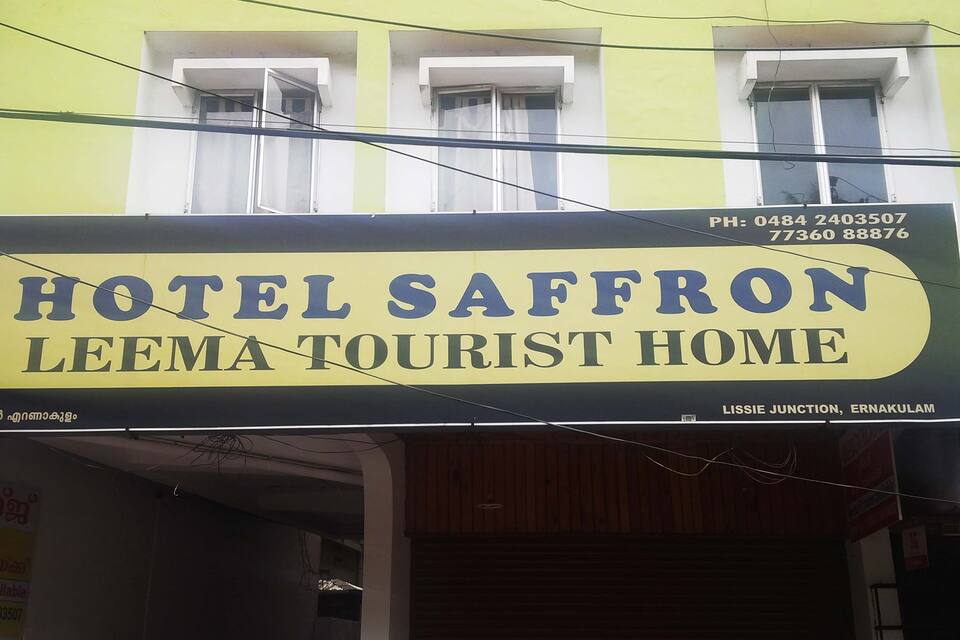 PH: 0484 2403507
77360 88876
HOTEL SAFFRON
LEEMA TOURIST HOME
എറണാകുളം
LISSIE JUNCTION, ERNAKULAM